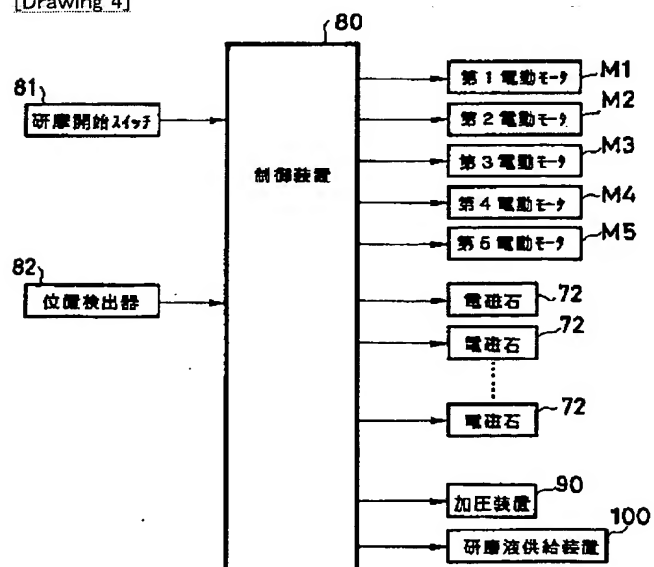 [Drawing 4]
80
81
研摩開始スイッチ
82
位置検出器
制御装置
第1電動モータ M1
第2電動モータ M2
第3電動モータ M3
第4電動モータ M4
第5電動モータ M5
電磁石 72
電磁石 72
電磁石 72
加圧装置 90
研磨液供給装置 100